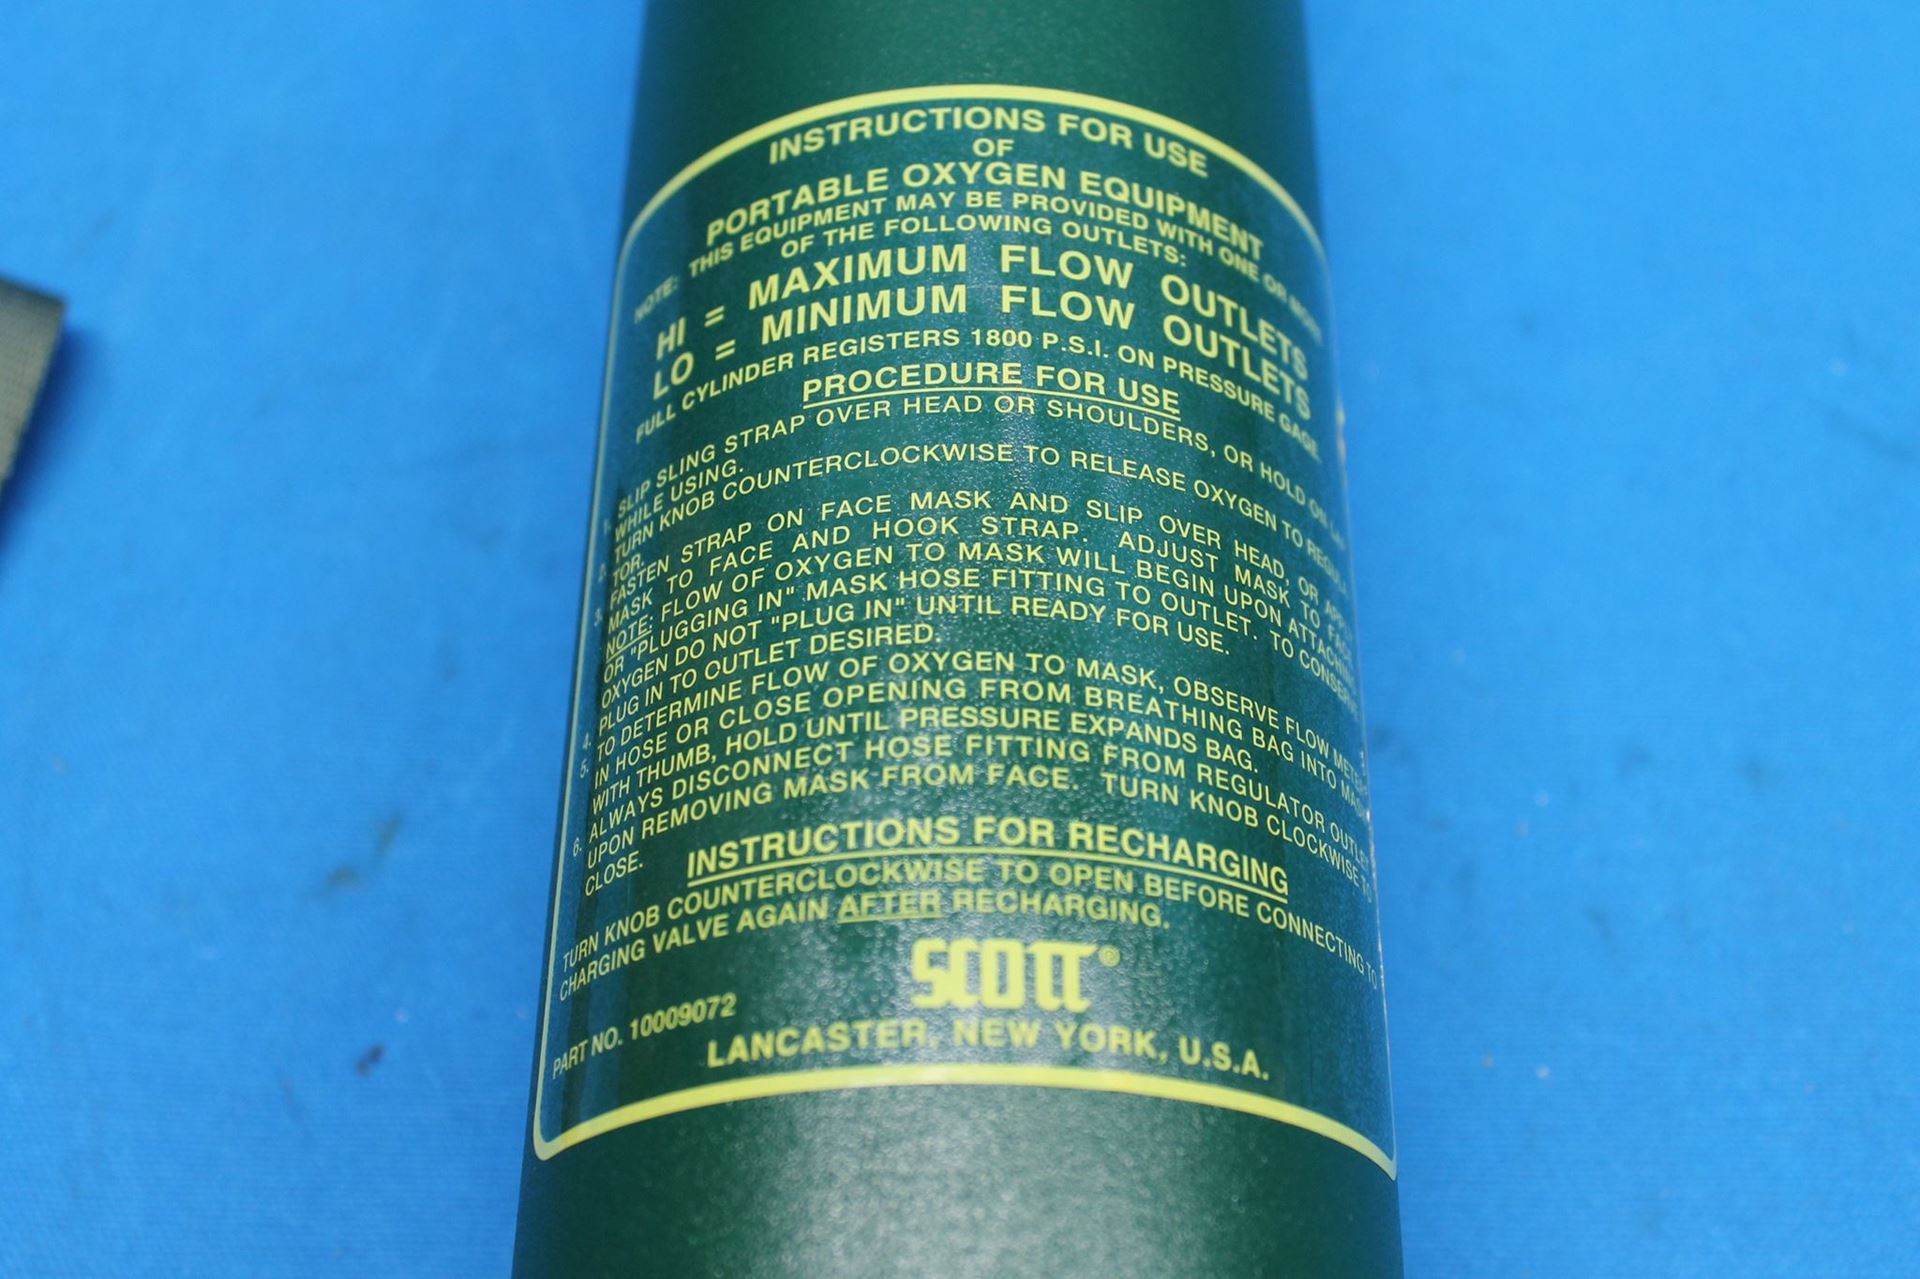 INSTRUCTIONS FOR USE
OF
PORTABLE OXYGEN EQUIPMENT
NOTE: THIS EQUIPMENT MAY BE PROVIDED WITH ONE OR MORE
OF THE FOLLOWING OUTLETS:
HI = MAXIMUM FLOW OUTLETS
LO = MINIMUM FLOW OUTLETS
FULL CYLINDER REGISTERS 1800 P.S.I. ON PRESSURE GAGE
PROCEDURE FOR USE
1. SLIP SLING STRAP OVER HEAD OR SHOULDERS, OR HOLD ON LAP
WHILE USING.
2. TURN KNOB COUNTERCLOCKWISE TO RELEASE OXYGEN TO REGULA
TOR.
3. FASTEN STRAP ON FACE MASK AND SLIP OVER HEAD, OR APPLY
MASK TO FACE AND HOOK STRAP. ADJUST MASK TO FACE.
NOTE: FLOW OF OXYGEN TO MASK WILL BEGIN UPON ATTACHING
OR "PLUGGING IN" MASK HOSE FITTING TO OUTLET. TO CONSERVE
OXYGEN DO NOT "PLUG IN" UNTIL READY FOR USE.
4. PLUG IN TO OUTLET DESIRED.
5. TO DETERMINE FLOW OF OXYGEN TO MASK, OBSERVE FLOW METER
IN HOSE OR CLOSE OPENING FROM BREATHING BAG INTO MASK
WITH THUMB, HOLD UNTIL PRESSURE EXPANDS BAG.
6. ALWAYS DISCONNECT HOSE FITTING FROM REGULATOR OUTLET
UPON REMOVING MASK FROM FACE. TURN KNOB CLOCKWISE TO
CLOSE.
INSTRUCTIONS FOR RECHARGING
TURN KNOB COUNTERCLOCKWISE TO OPEN BEFORE CONNECTING TO
CHARGING VALVE AGAIN AFTER RECHARGING.
SCOTT®
PART NO. 10009072
LANCASTER, NEW YORK, U.S.A.